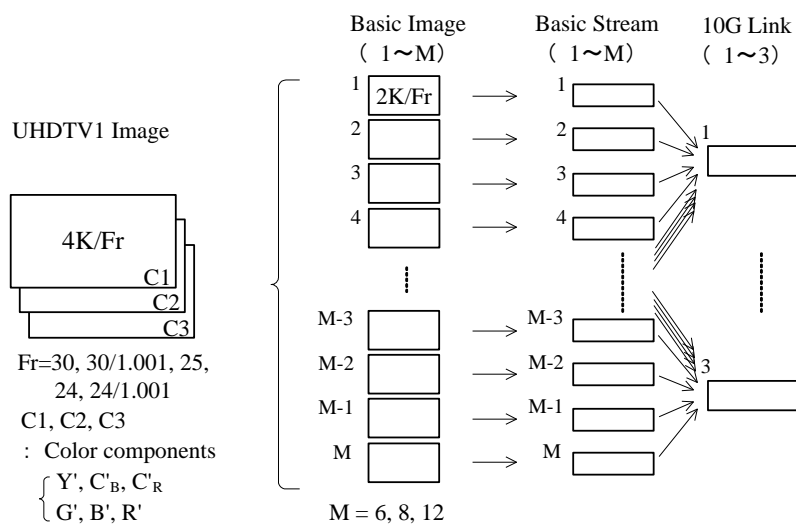 Basic Image
( 1～M)
Basic Stream
( 1～M)
10G Link
( 1～3)
UHDTV1 Image
4K/Fr
C1
C2
C3
Fr=30, 30/1.001, 25,
24, 24/1.001
C1, C2, C3
: Color components
Y', C'B, C'R
G', B', R'
1
2K/Fr
2
3
4
M-3
M-2
M-1
M
M = 6, 8, 12
1
2
3
4
M-3
M-2
M-1
M
1
3